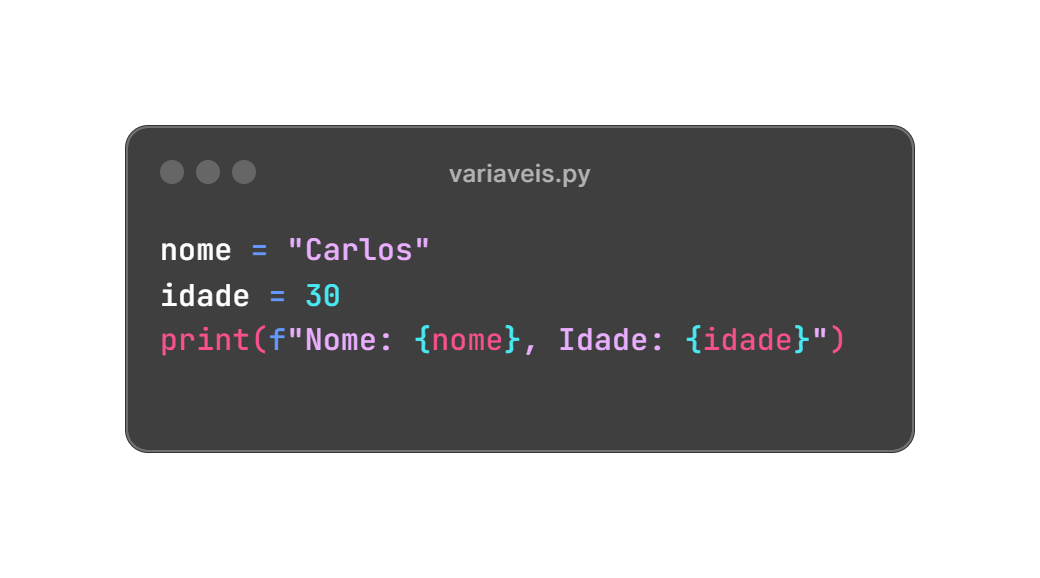 variaveis.py
nome = "Carlos"
idade = 30
print(f"Nome: {nome}, Idade: {idade}")